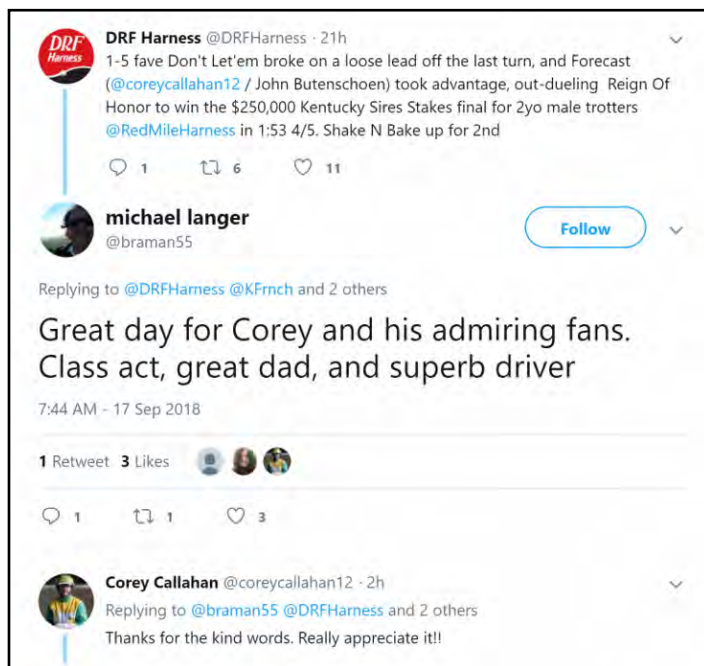 DRF
Harness
DRF Harness @DRFHarness · 21h
1-5 fave Don't Let'em broke on a loose lead off the last turn, and Forecast
(@coreycallahan12 / John Butenschoen) took advantage, out-dueling Reign Of
Honor to win the $250,000 Kentucky Sires Stakes final for 2yo male trotters
@RedMileHarness in 1:53 4/5. Shake N Bake up for 2nd
1 6 11
michael langer
@braman55
Follow
Replying to @DRFHarness @KFrnch and 2 others
Great day for Corey and his admiring fans.
Class act, great dad, and superb driver
7:44 AM - 17 Sep 2018
1 Retweet 3 Likes
1 1 3
Corey Callahan @coreycallahan12 · 2h
Replying to @braman55 @DRFHarness and 2 others
Thanks for the kind words. Really appreciate it!!